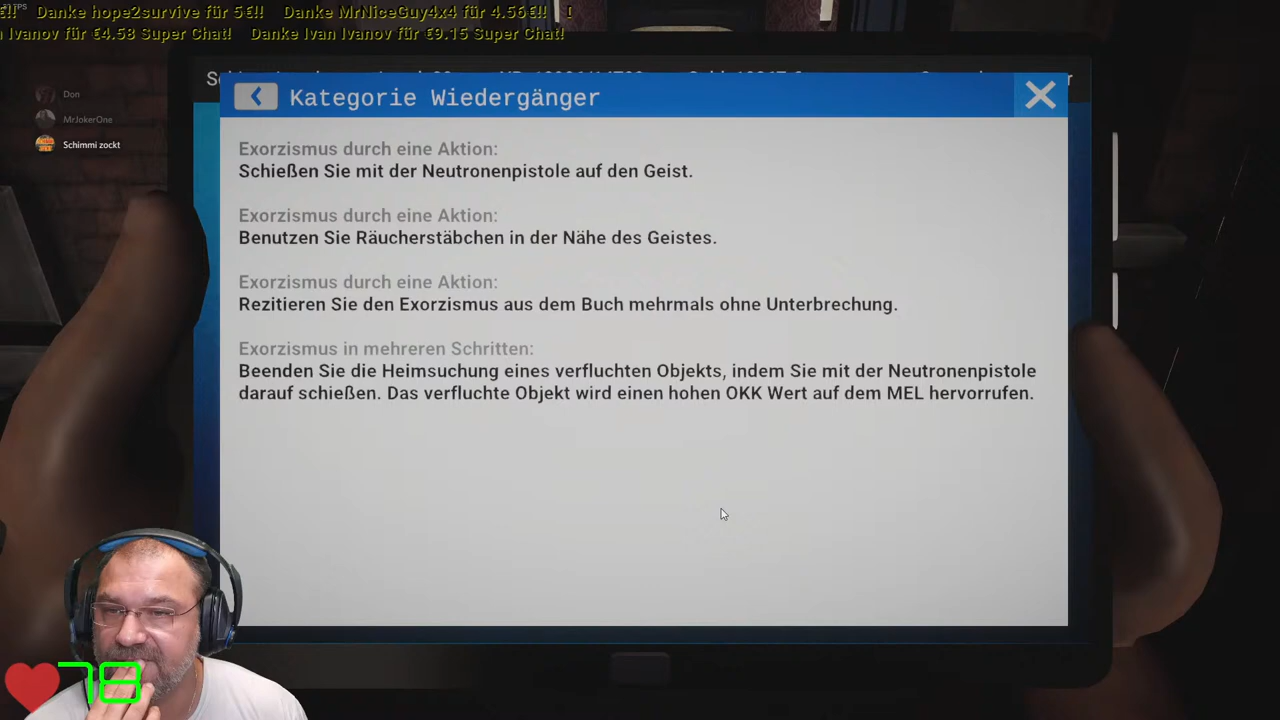 FPS
€!! Danke hope2survive für 5€!! Danke MrNiceGuy4x4 für 4.56€!!
n Ivanov für €4.58 Super Chat! Danke Ivan Ivanov für €9.15 Super Chat!
Don
MrJokerOne
Schimmi zockt
Kategorie Wiedergänger
Exorzismus durch eine Aktion:
Schießen Sie mit der Neutronenpistole auf den Geist.
Exorzismus durch eine Aktion:
Benutzen Sie Räucherstäbchen in der Nähe des Geistes.
Exorzismus durch eine Aktion:
Rezitieren Sie den Exorzismus aus dem Buch mehrmals ohne Unterbrechung.
Exorzismus in mehreren Schritten:
Beenden Sie die Heimsuchung eines verfluchten Objekts, indem Sie mit der Neutronenpistole
darauf schießen. Das verfluchte Objekt wird einen hohen OKK Wert auf dem MEL hervorrufen.
78